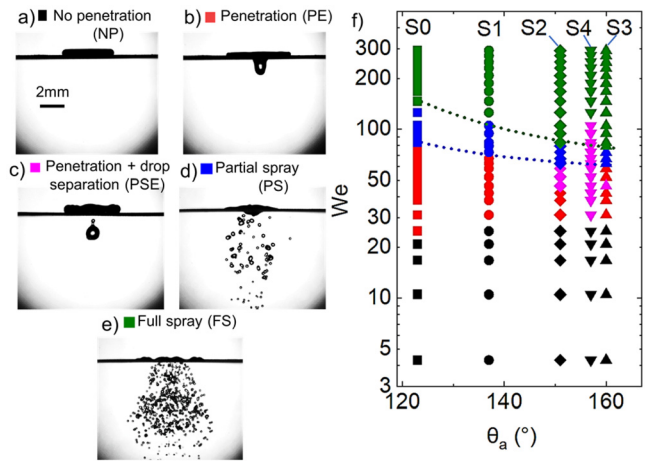 a) No penetration
(NP)
2mm
b) Penetration (PE)
c) Penetration + drop
separation (PSE)
d) Partial spray
(PS)
e) Full spray (FS)
f)
S0 S1 S2 S4 S3
300
200
100
50
30
20
10
5
3
We
120 140 160
θa (°)